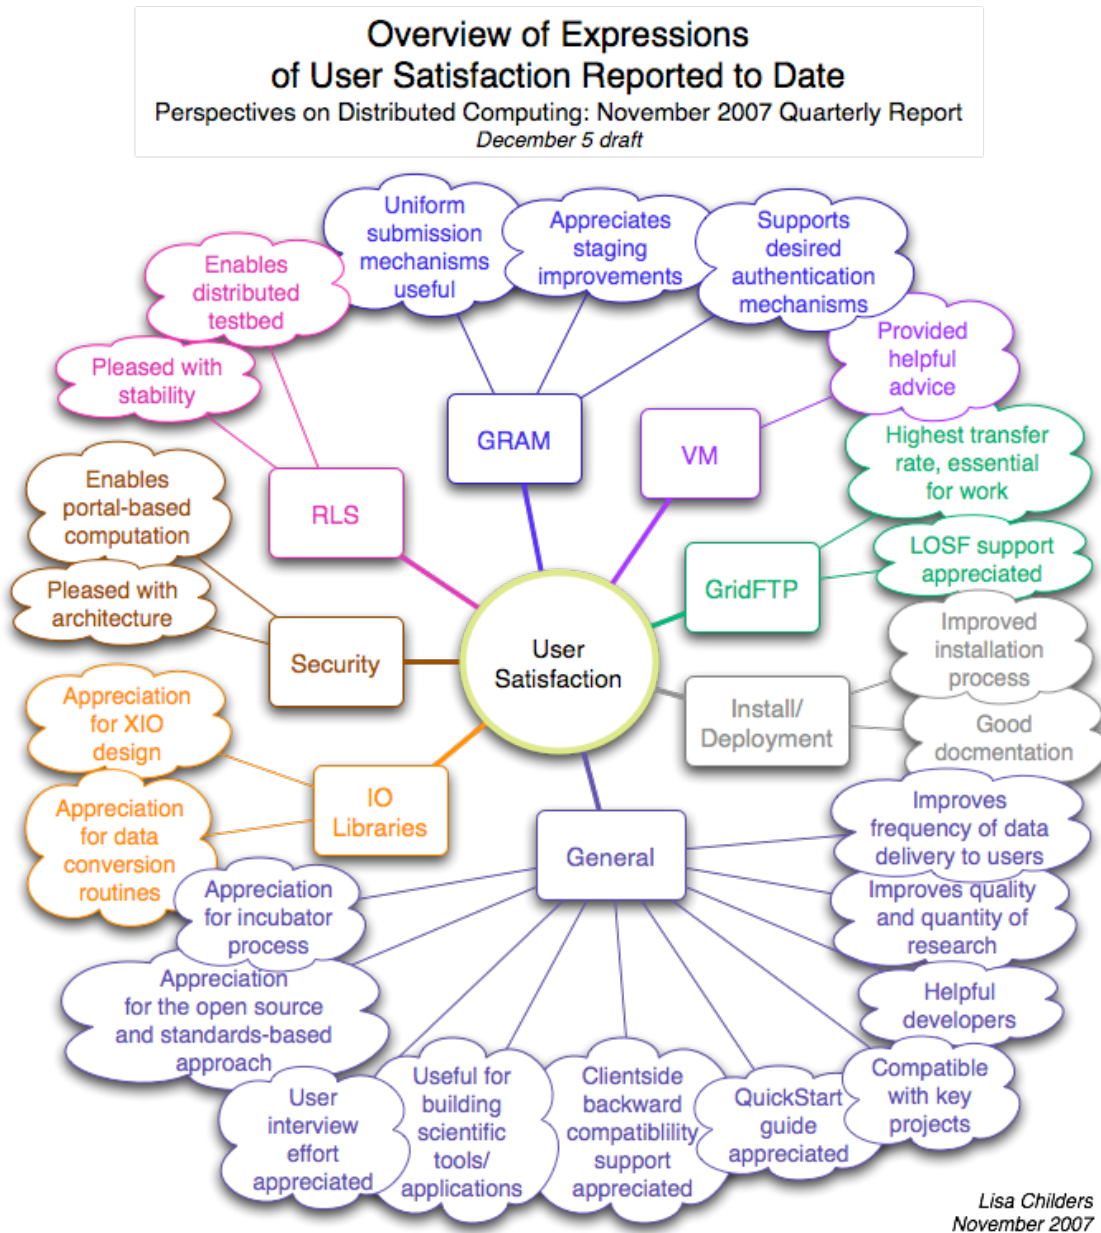 Overview of Expressions
of User Satisfaction Reported to Date
Perspectives on Distributed Computing: November 2007 Quarterly Report
December 5 draft
Uniform
submission
mechanisms
useful
Appreciates
staging
improvements
Supports
desired
authentication
mechanisms
Enables
distributed
testbed
Pleased with
stability
Provided
helpful
advice
GRAM
VM
Highest transfer
rate, essential
for work
Enables
portal-based
computation
RLS
LOSF support
appreciated
GridFTP
Pleased with
architecture
Security
User
Satisfaction
Improved
installation
process
Install/
Deployment
Good
docmentation
Appreciation
for XIO
design
IO
Libraries
Appreciation
for data
conversion
routines
General
Improves
frequency of data
delivery to users
Appreciation
for incubator
process
Improves quality
and quantity of
research
Appreciation
for the open source
and standards-based
approach
Helpful
developers
User
interview
effort
appreciated
Useful for
building
scientific
tools/
applications
Clientside
backward
compatiblility
support
appreciated
QuickStart
guide
appreciated
Compatible
with key
projects
Lisa Childers
November 2007